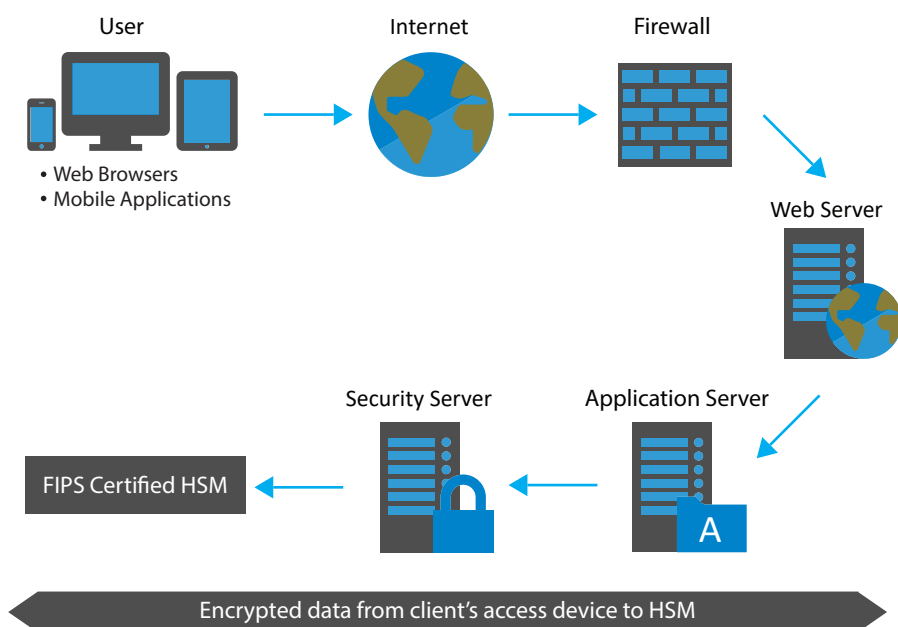 User
Internet
Firewall
• Web Browsers
• Mobile Applications
Web Server
Security Server
Application Server
FIPS Certified HSM
A
Encrypted data from client’s access device to HSM